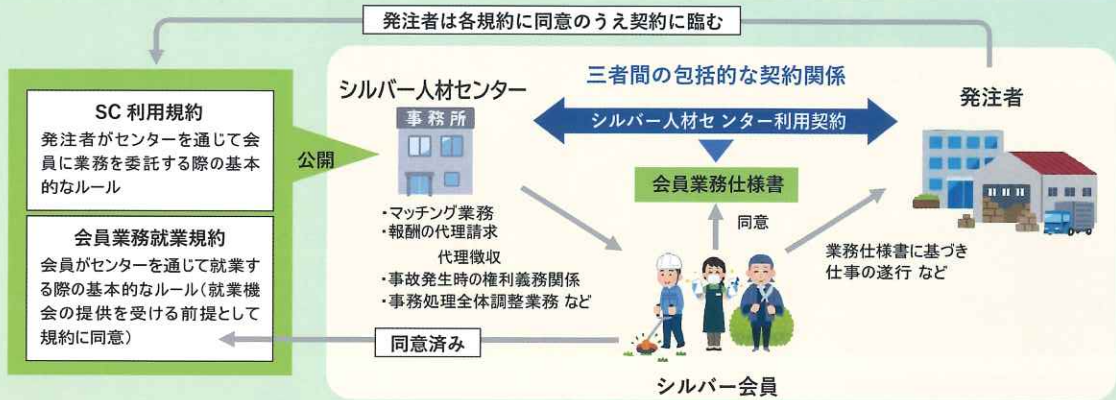 発注者は各規約に同意のうえ契約に臨む
SC 利用規約
発注者がセンターを通じて会
員に業務を委託する際の基本
的なルール
会員業務就業規約
会員がセンターを通じて就業す
る際の基本的なルール(就業機
会の提供を受ける前提として
規約に同意)
公開
シルバー人材センター
事務所
・マッチング業務
・報酬の代理請求
代理徴収
・事故発生時の権利義務関係
・事務処理全体調整業務 など
三者間の包括的な契約関係
シルバー人材センター利用契約
会員業務仕様書
同意
発注者
業務仕様書に基づき
仕事の遂行 など
同意済み
シルバー会員